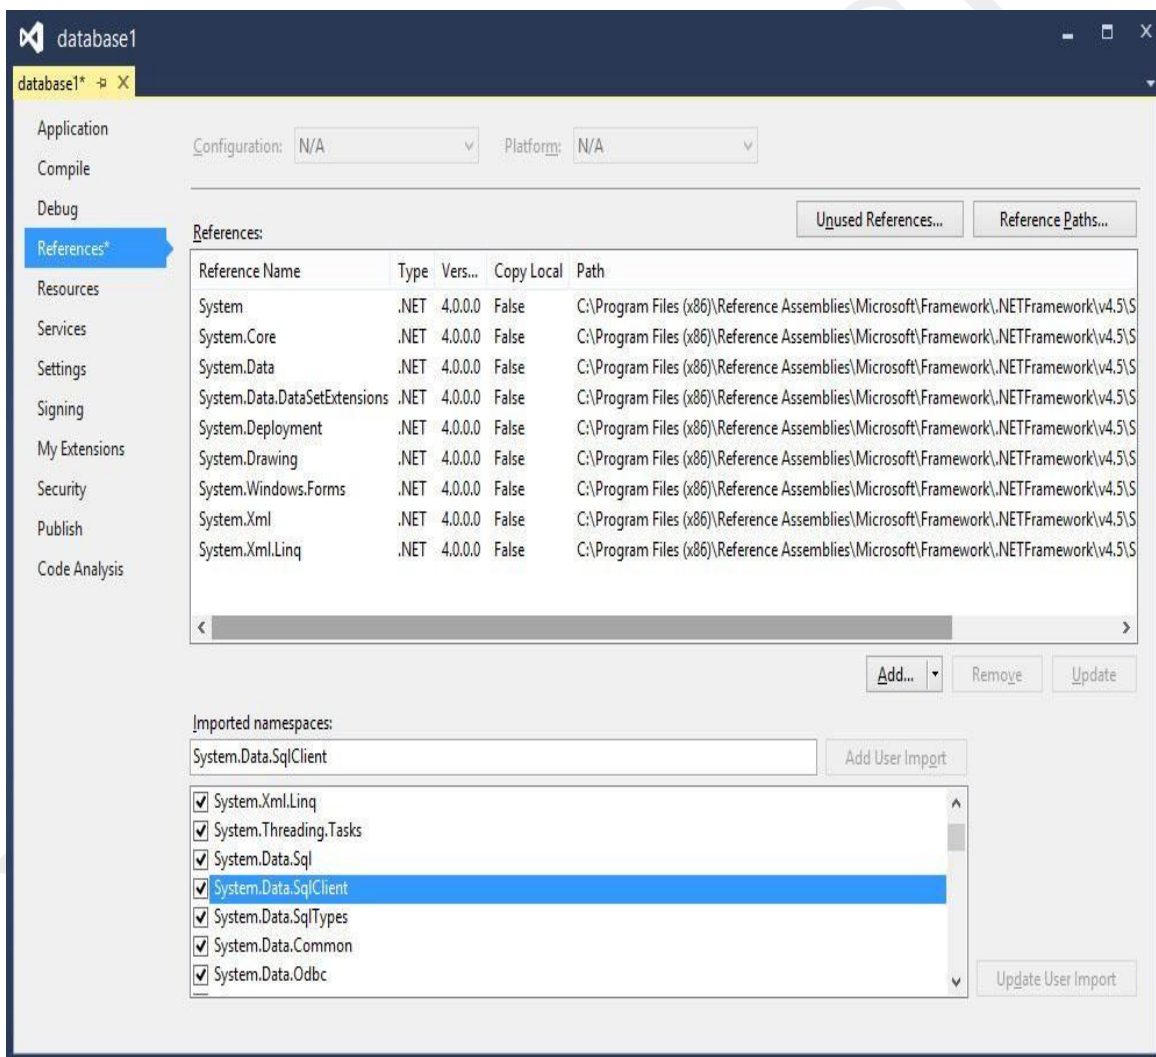 database1
database1*
Application
Compile
Debug
References*
Resources
Services
Settings
Signing
My Extensions
Security
Publish
Code Analysis
Configuration: N/A Platform: N/A
Unused References... Reference Paths...
References:
Reference Name Type Vers... Copy Local Path
System .NET 4.0.0.0 False C:\Program Files (x86)\Reference Assemblies\Microsoft\Framework\.NETFramework\v4.5\S
System.Core .NET 4.0.0.0 False C:\Program Files (x86)\Reference Assemblies\Microsoft\Framework\.NETFramework\v4.5\S
System.Data .NET 4.0.0.0 False C:\Program Files (x86)\Reference Assemblies\Microsoft\Framework\.NETFramework\v4.5\S
System.Data.DataSetExtensions .NET 4.0.0.0 False C:\Program Files (x86)\Reference Assemblies\Microsoft\Framework\.NETFramework\v4.5\S
System.Deployment .NET 4.0.0.0 False C:\Program Files (x86)\Reference Assemblies\Microsoft\Framework\.NETFramework\v4.5\S
System.Drawing .NET 4.0.0.0 False C:\Program Files (x86)\Reference Assemblies\Microsoft\Framework\.NETFramework\v4.5\S
System.Windows.Forms .NET 4.0.0.0 False C:\Program Files (x86)\Reference Assemblies\Microsoft\Framework\.NETFramework\v4.5\S
System.Xml .NET 4.0.0.0 False C:\Program Files (x86)\Reference Assemblies\Microsoft\Framework\.NETFramework\v4.5\S
System.Xml.Linq .NET 4.0.0.0 False C:\Program Files (x86)\Reference Assemblies\Microsoft\Framework\.NETFramework\v4.5\S
Add... Remove Update
Imported namespaces:
System.Data.SqlClient Add User Import
System.Xml.Linq
System.Threading.Tasks
System.Data.Sql
System.Data.SqlClient
System.Data.SqlTypes
System.Data.Common
System.Data.Odbc
Update User Import